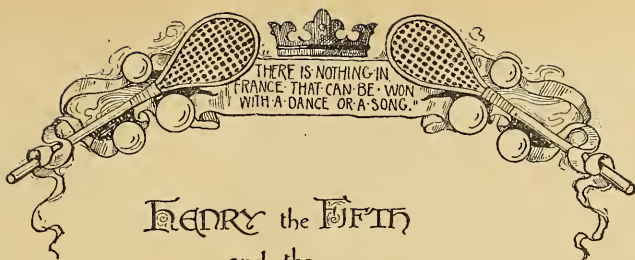 THERE IS NOTHING IN
FRANCE THAT CAN BE WON
WITH A DANCE OR A SONG."
HENRY the FIFTH
and the